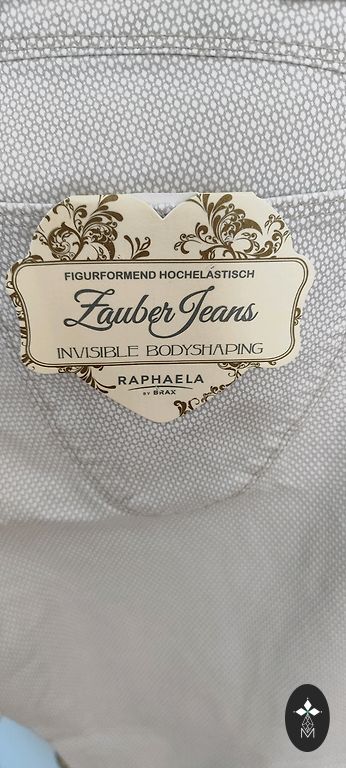 FIGURFORMEND HOCHELASTISCH
Zauber Jeans
INVISIBLE BODYSHAPING
RAPHAELA
BY BRAX
M